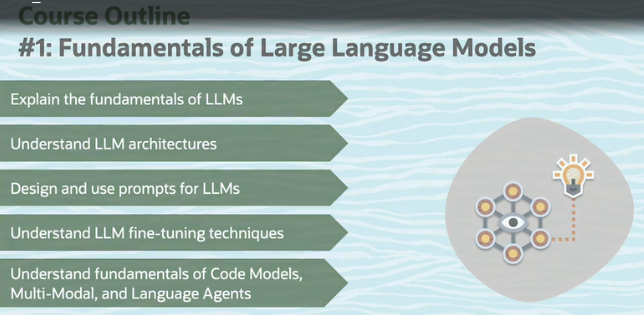 Course Outline
#1: Fundamentals of Large Language Models
Explain the fundamentals of LLMs
Understand LLM architectures
Design and use prompts for LLMs
Understand LLM fine-tuning techniques
Understand fundamentals of Code Models,
Multi-Modal, and Language Agents